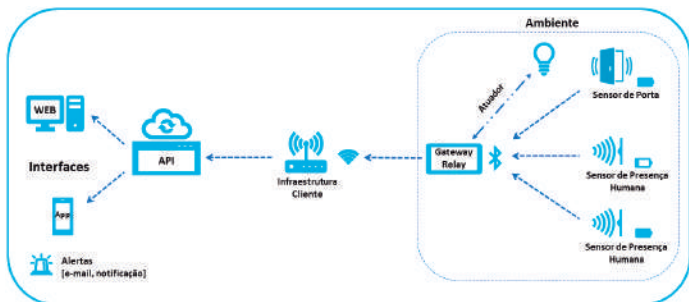 Ambiente
WEB
Atuador
Sensor de Porta
API
Gateway
Relay
Interfaces
Infraestrutura
Cliente
Sensor de Presença
Humana
App
Alertas
[e-mail, notificação]
Sensor de Presença
Humana